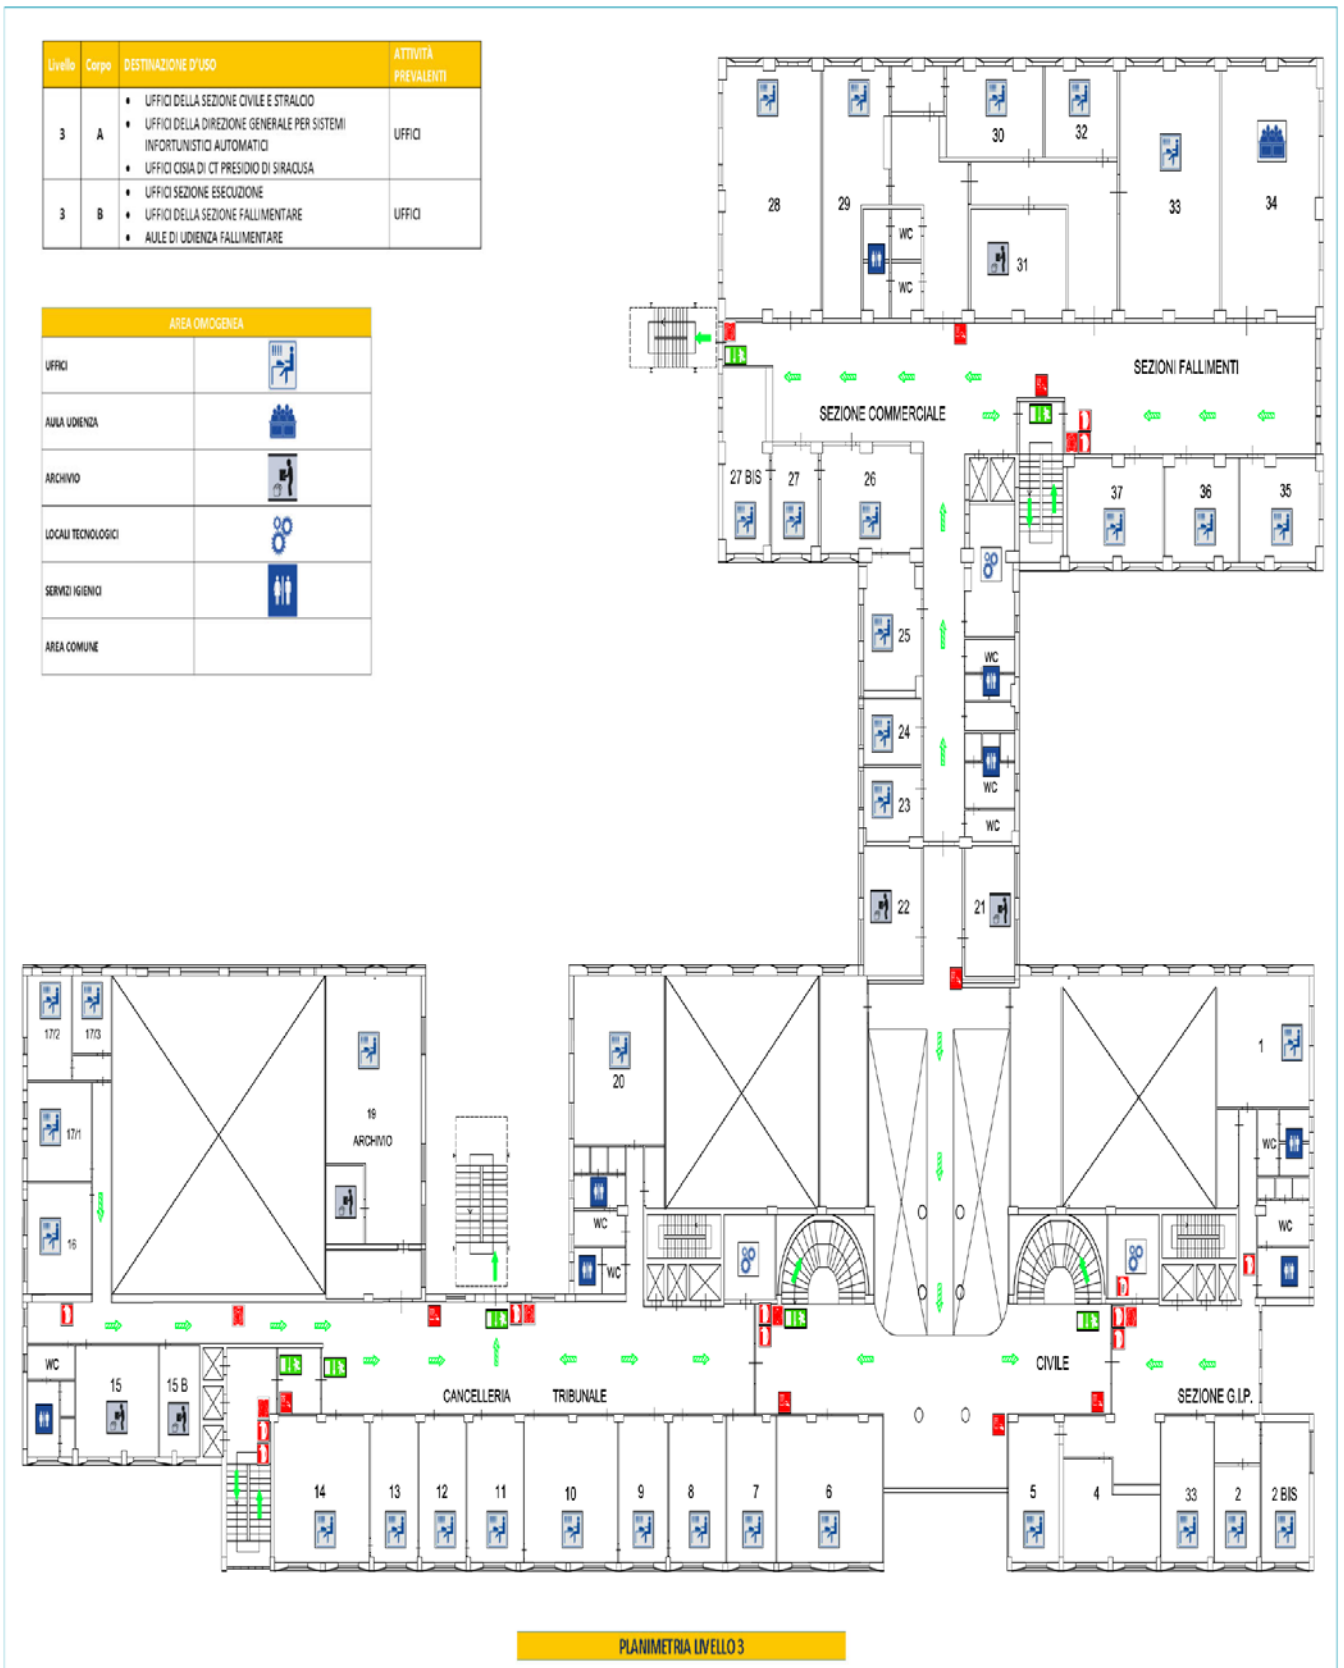 Livello Corpo DESTINAZIONE D'USO ATTIVITÀ PREVALENTI
3 A
• UFFICI DELLA SEZIONE CIVILE E STRALCIO
• UFFICI DELLA DIREZIONE GENERALE PER SISTEMI
INFORTUNISTICI AUTOMATICI
• UFFICI CISIA DI CT PRESIDIO DI SIRACUSA
UFFICI
3 B
• UFFICI SEZIONE ESECUZIONE
• UFFICI DELLA SEZIONE FALLIMENTARE
• AULE DI UDIENZA FALLIMENTARE
UFFICI
AREA OMOGENEA
UFFICI
AULA UDIENZA
ARCHIVIO
LOCALI TECNOLOGICI
SERVIZI IGIENICI
AREA COMUNE
30 32
28 29 33 34
WC
31
WC
SEZIONI FALLIMENTI
SEZIONE COMMERCIALE
27 BIS 27 26 37 36 35
25
WC
24
23
WC
WC
22 21
17/2 17/3
1
20
19
ARCHIVIO
17/1
WC
WC
WC
16
WC
CIVILE
WC
15 15 B
CANCELLERIA TRIBUNALE
SEZIONE G.I.P.
14 13 12 11 10 9 8 7 6 5 4 33 2 2 BIS
PLANIMETRIA LIVELLO 3